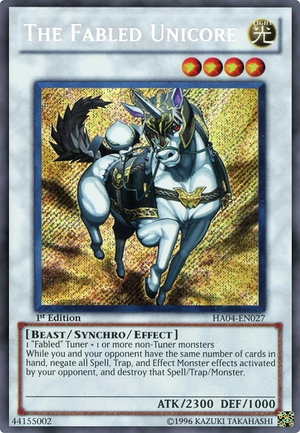 THE FABLED UNICORE
LIGHT
光
1st Edition
HA04-EN027
[BEAST/SYNCHRO/EFFECT]
1 "Fabled" Tuner + 1 or more non-Tuner monsters
While you and your opponent have the same number of cards in
hand, negate all Spell, Trap, and Effect Monster effects activated
by your opponent, and destroy that Spell/Trap/Monster.
ATK/2300 DEF/1000
44155002
©1996 KAZUKI TAKAHASHI